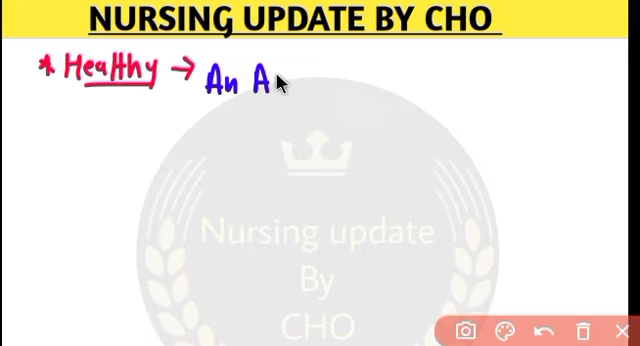 NURSING UPDATE BY CHO
* Healthy → An A
Nursing update
By
CHO